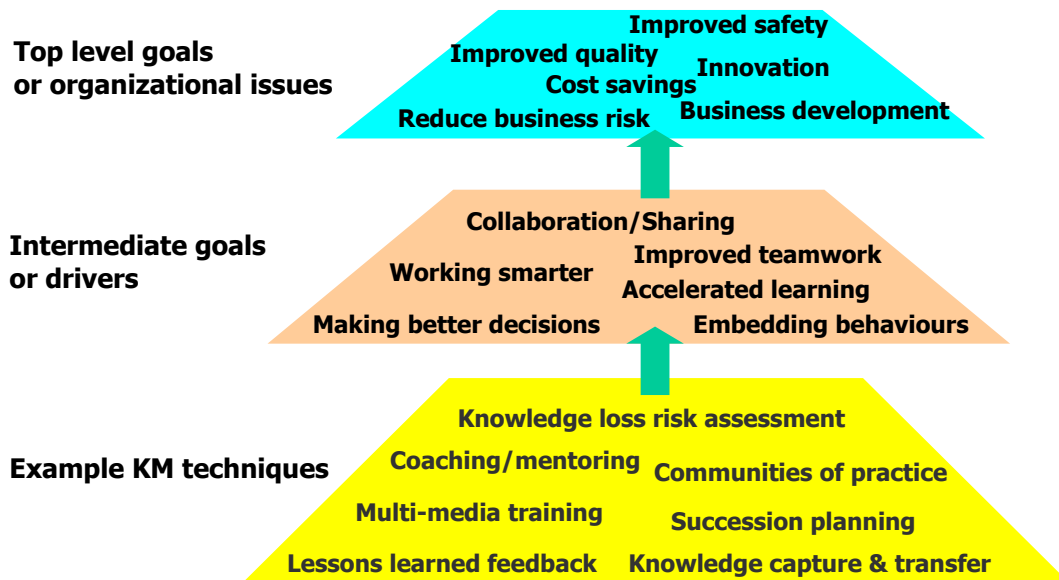 Top level goals
or organizational issues
Improved safety
Improved quality
Innovation
Cost savings
Business development
Reduce business risk
Intermediate goals
or drivers
Collaboration/Sharing
Improved teamwork
Working smarter
Accelerated learning
Making better decisions
Embedding behaviours
Example KM techniques
Knowledge loss risk assessment
Coaching/mentoring
Communities of practice
Multi-media training
Succession planning
Lessons learned feedback
Knowledge capture & transfer